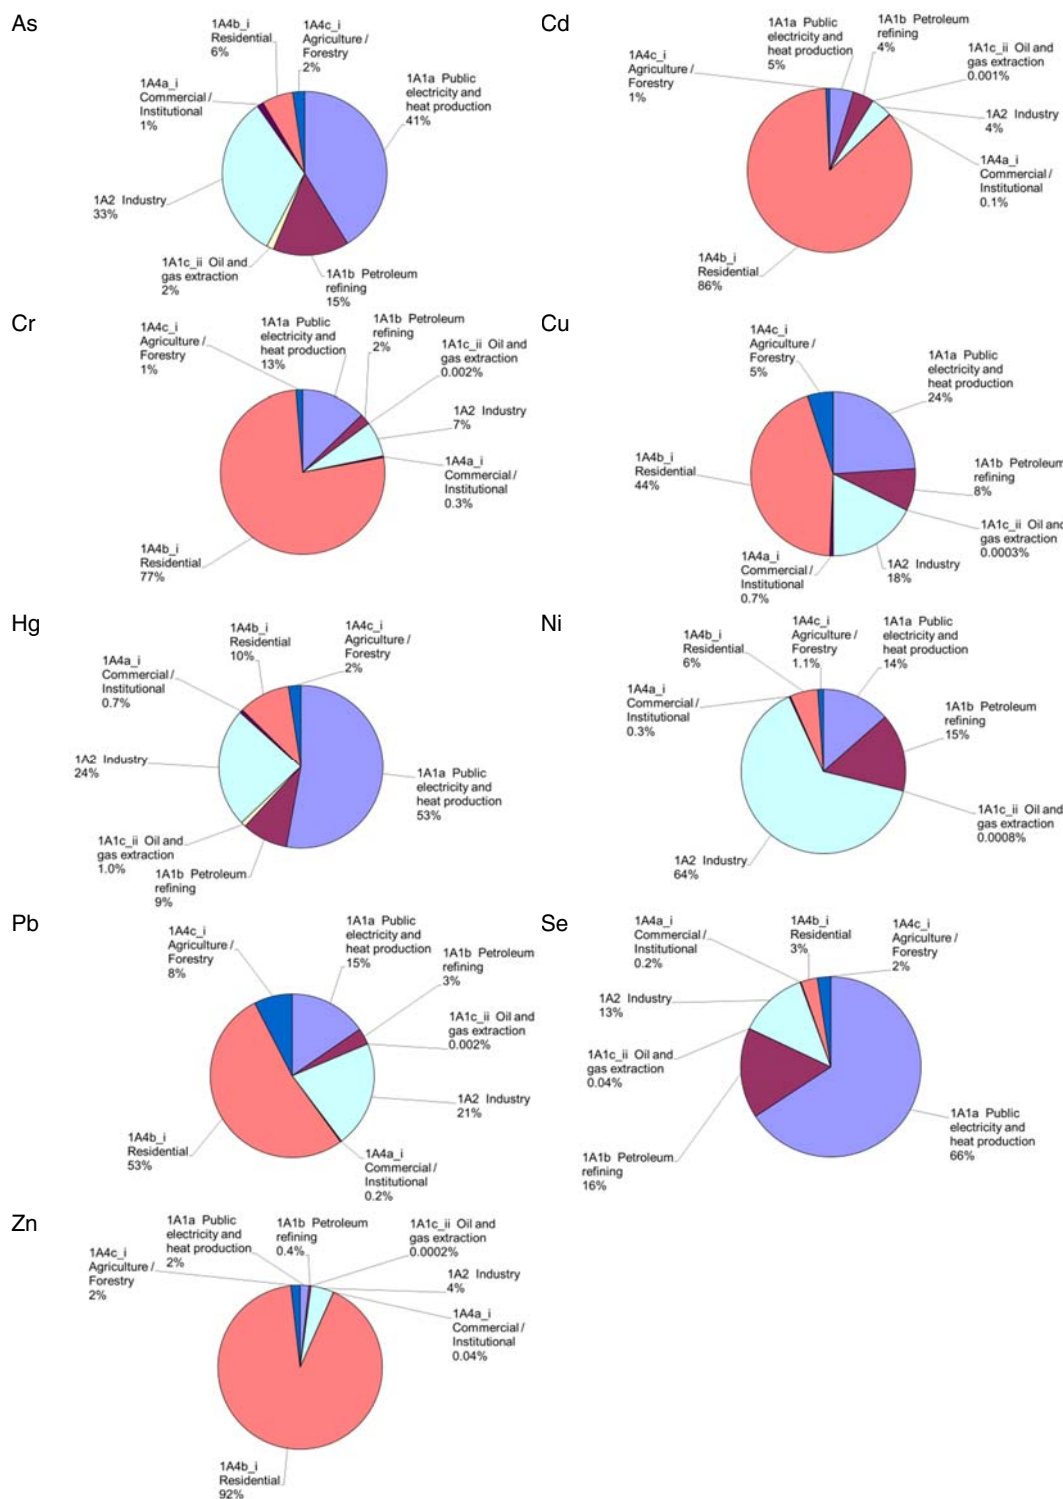 As
1A4b_i
Residential
6%
1A4c_i
Agriculture /
Forestry
2%
1A4a_i
Commercial /
Institutional
1%
1A1a Public
electricity and
heat production
41%
1A2 Industry
33%
1A1c_ii Oil and
gas extraction
2%
1A1b Petroleum
refining
15%
Cd
1A4c_i
Agriculture /
Forestry
1%
1A1a Public
electricity and
heat production
5%
1A1b Petroleum
refining
4%
1A1c_ii Oil and
gas extraction
0.001%
1A2 Industry
4%
1A4a_i
Commercial /
Institutional
0.1%
1A4b_i
Residential
86%
Cr
1A4c_i
Agriculture /
Forestry
1%
1A1a Public
electricity and
heat production
13%
1A1b Petroleum
refining
2%
1A1c_ii Oil and
gas extraction
0.002%
1A2 Industry
7%
1A4a_i
Commercial /
Institutional
0.3%
1A4b_i
Residential
77%
Cu
1A4c_i
Agriculture /
Forestry
5%
1A1a Public
electricity and
heat production
24%
1A4b_i
Residential
44%
1A1b Petroleum
refining
8%
1A1c_ii Oil and
gas extraction
0.0003%
1A4a_i
Commercial /
Institutional
0.7%
1A2 Industry
18%
Hg
1A4b_i
Residential
10%
1A4c_i
Agriculture /
Forestry
2%
1A4a_i
Commercial /
Institutional
0.7%
1A2 Industry
24%
1A1a Public
electricity and
heat production
53%
1A1c_ii Oil and
gas extraction
1.0%
1A1b Petroleum
refining
9%
Ni
1A4b_i
Residential
6%
1A4c_i
Agriculture /
Forestry
1.1%
1A1a Public
electricity and
heat production
14%
1A4a_i
Commercial /
Institutional
0.3%
1A1b Petroleum
refining
15%
1A1c_ii Oil and
gas extraction
0.0008%
1A2 Industry
64%
Pb
1A4c_i
Agriculture /
Forestry
8%
1A1a Public
electricity and
heat production
15%
1A1b Petroleum
refining
3%
1A1c_ii Oil and
gas extraction
0.002%
1A2 Industry
21%
1A4b_i
Residential
53%
1A4a_i
Commercial /
Institutional
0.2%
Se
1A4a_i
Commercial /
Institutional
0.2%
1A4b_i
Residential
3%
1A4c_i
Agriculture /
Forestry
2%
1A2 Industry
13%
1A1c_ii Oil and
gas extraction
0.04%
1A1b Petroleum
refining
16%
1A1a Public
electricity and
heat production
66%
Zn
1A4c_i
Agriculture /
Forestry
2%
1A1a Public
electricity and
heat production
2%
1A1b Petroleum
refining
0.4%
1A1c_ii Oil and
gas extraction
0.0002%
1A2 Industry
4%
1A4a_i
Commercial /
Institutional
0.04%
1A4b_i
Residential
92%